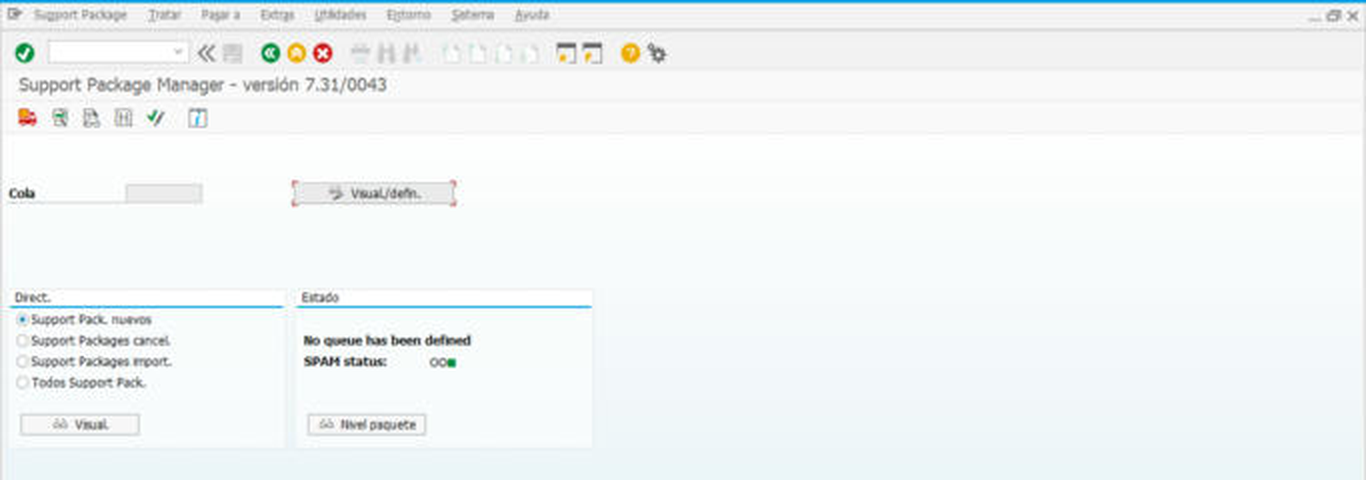 Support Package Tratar Pasar a Extras Utilidades Entorno Sistema Ayuda
Support Package Manager - versión 7.31/0043
Cola Visual./defin.
Direct. Estado
Support Pack. nuevos
No queue has been defined
Support Packages cancel.
SPAM status:
Support Packages import.
Todos Support Pack.
Visual. Nivel paquete